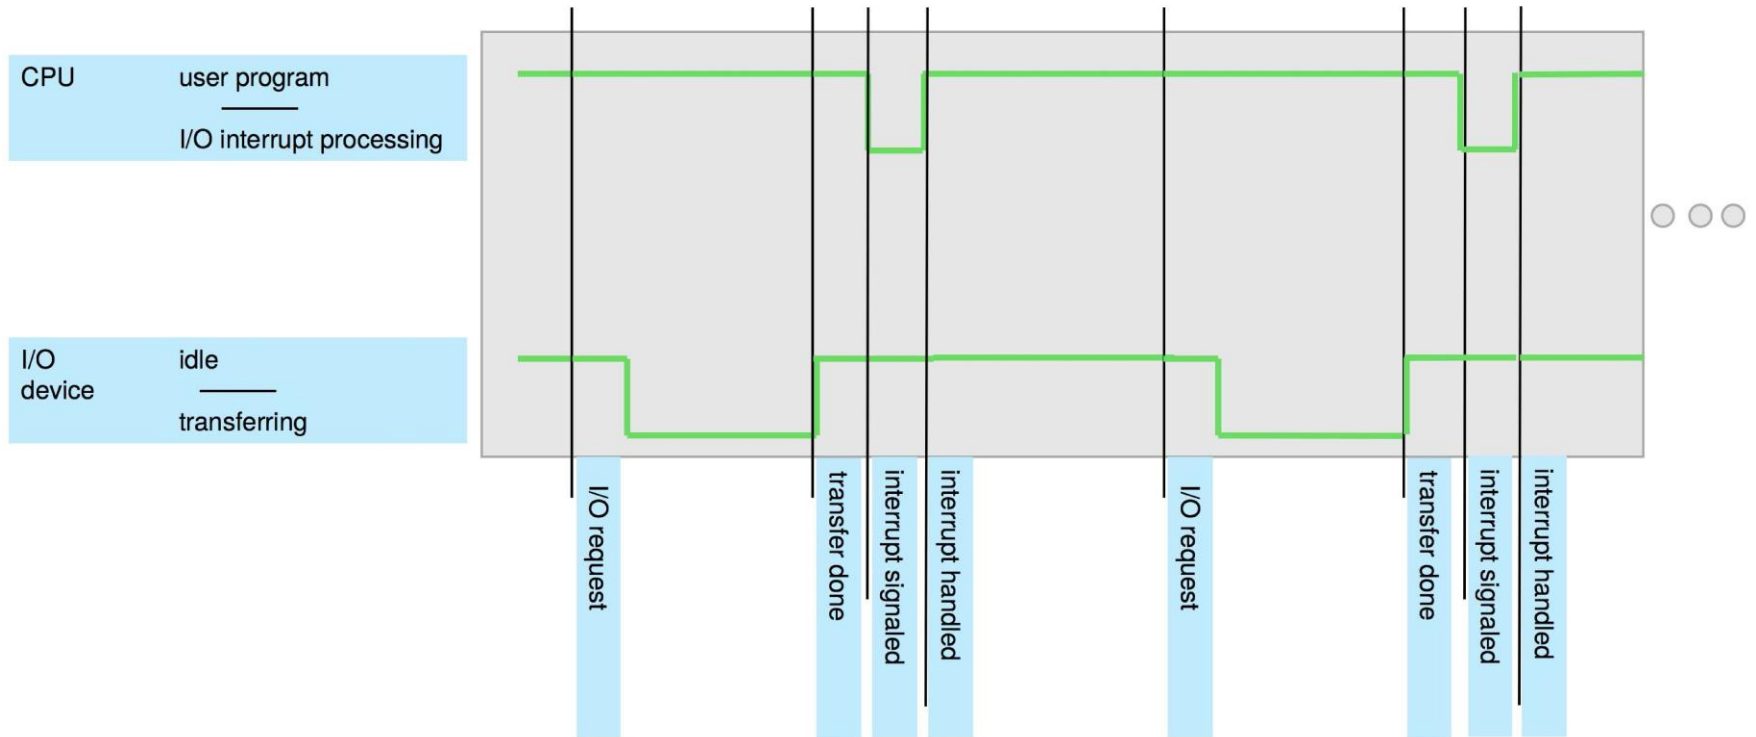 CPU
user program
I/O interrupt processing
I/O
device
idle
transferring
I/O request
transfer done
interrupt signaled
interrupt handled
I/O request
transfer done
interrupt signaled
interrupt handled